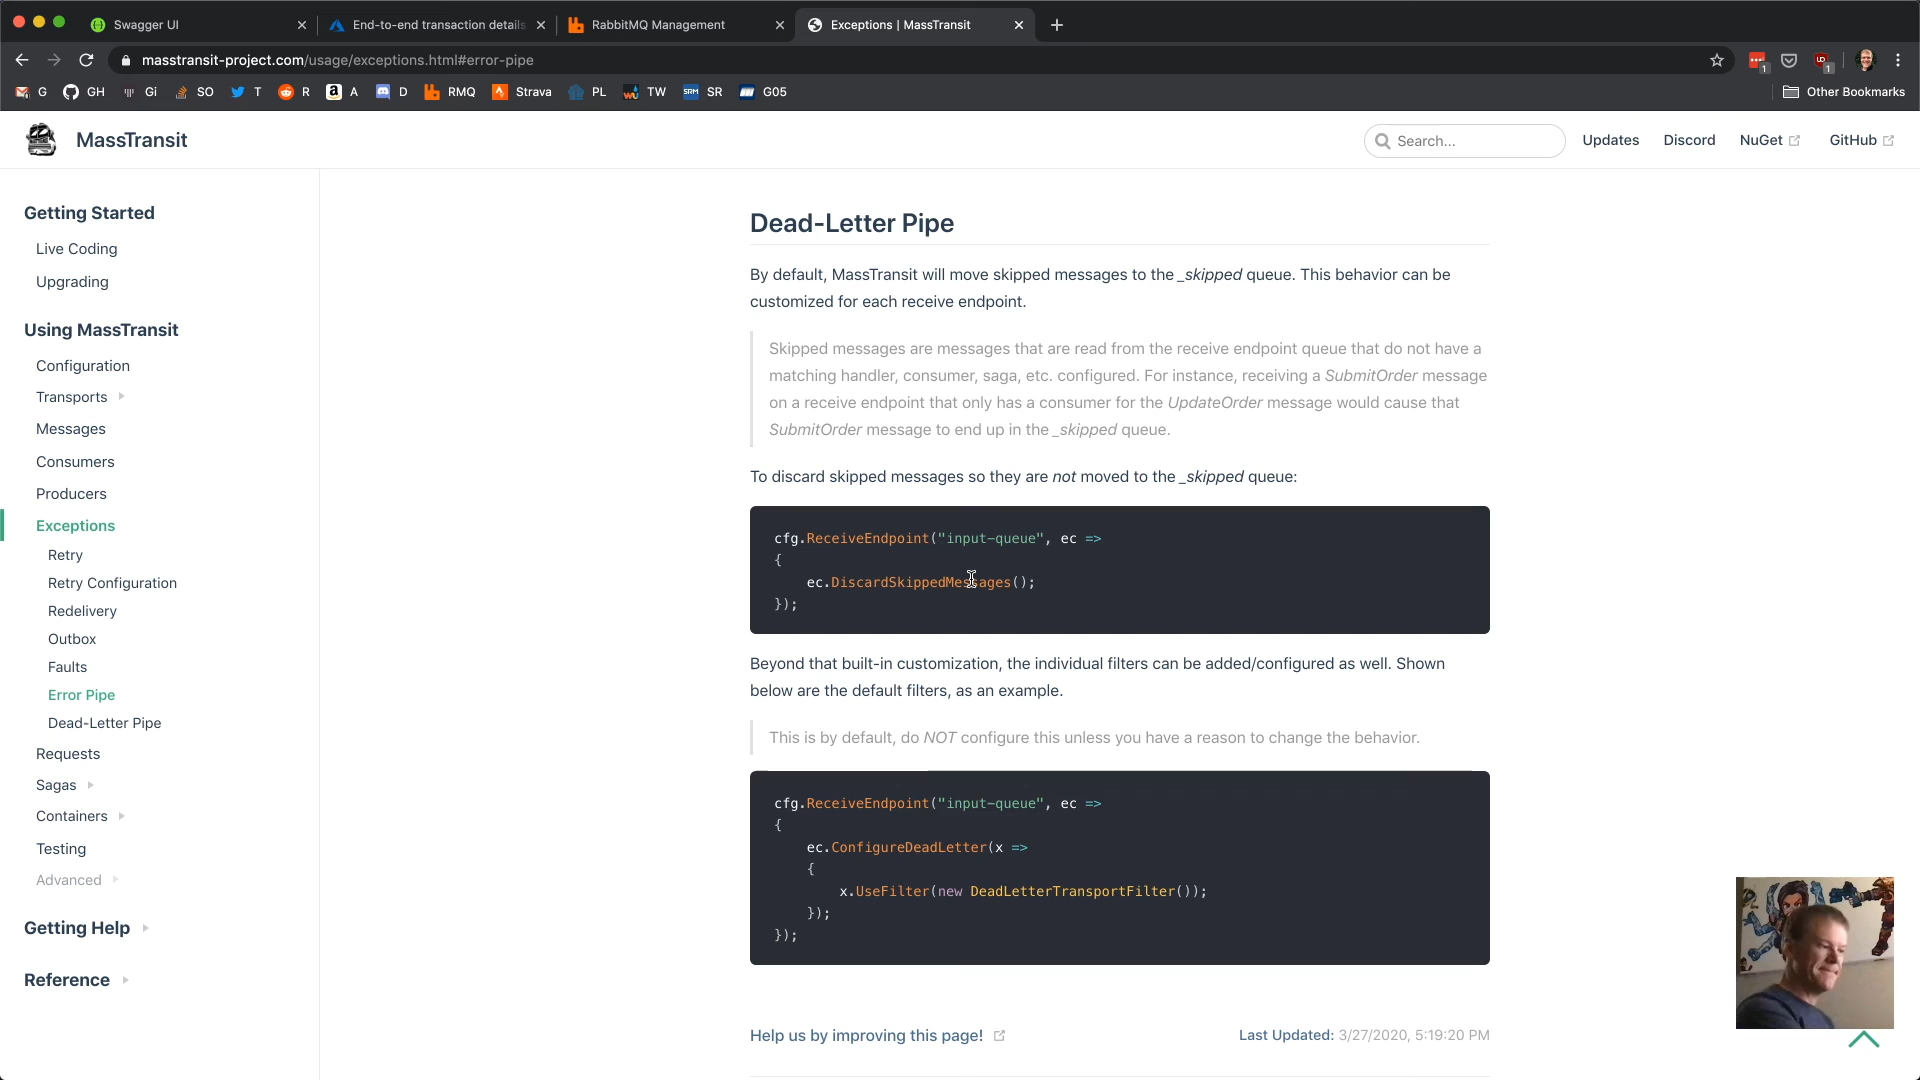 Swagger UI
End-to-end transaction details
RabbitMQ Management
Exceptions | MassTransit
masstransit-project.com/usage/exceptions.html#error-pipe
1
1
G
GH
Gi
SO
T
R
A
D
RMQ
Strava
PL
TW
SR
G05
Other Bookmarks
MassTransit
Search...
Updates
Discord
NuGet
GitHub
Getting Started
Live Coding
Upgrading
Using MassTransit
Configuration
Transports
Messages
Consumers
Producers
Exceptions
Retry
Retry Configuration
Redelivery
Outbox
Faults
Error Pipe
Dead-Letter Pipe
Requests
Sagas
Containers
Testing
Advanced
Getting Help
Reference
Dead-Letter Pipe
By default, MassTransit will move skipped messages to the _skipped queue. This behavior can be
customized for each receive endpoint.
Skipped messages are messages that are read from the receive endpoint queue that do not have a
matching handler, consumer, saga, etc. configured. For instance, receiving a SubmitOrder message
on a receive endpoint that only has a consumer for the UpdateOrder message would cause that
SubmitOrder message to end up in the _skipped queue.
To discard skipped messages so they are not moved to the _skipped queue:
cfg.ReceiveEndpoint("input-queue", ec =>
{
    ec.DiscardSkippedMessages();
});
Beyond that built-in customization, the individual filters can be added/configured as well. Shown
below are the default filters, as an example.
This is by default, do NOT configure this unless you have a reason to change the behavior.
cfg.ReceiveEndpoint("input-queue", ec =>
{
    ec.ConfigureDeadLetter(x =>
    {
        x.UseFilter(new DeadLetterTransportFilter());
    });
});
Help us by improving this page!
Last Updated: 3/27/2020, 5:19:20 PM